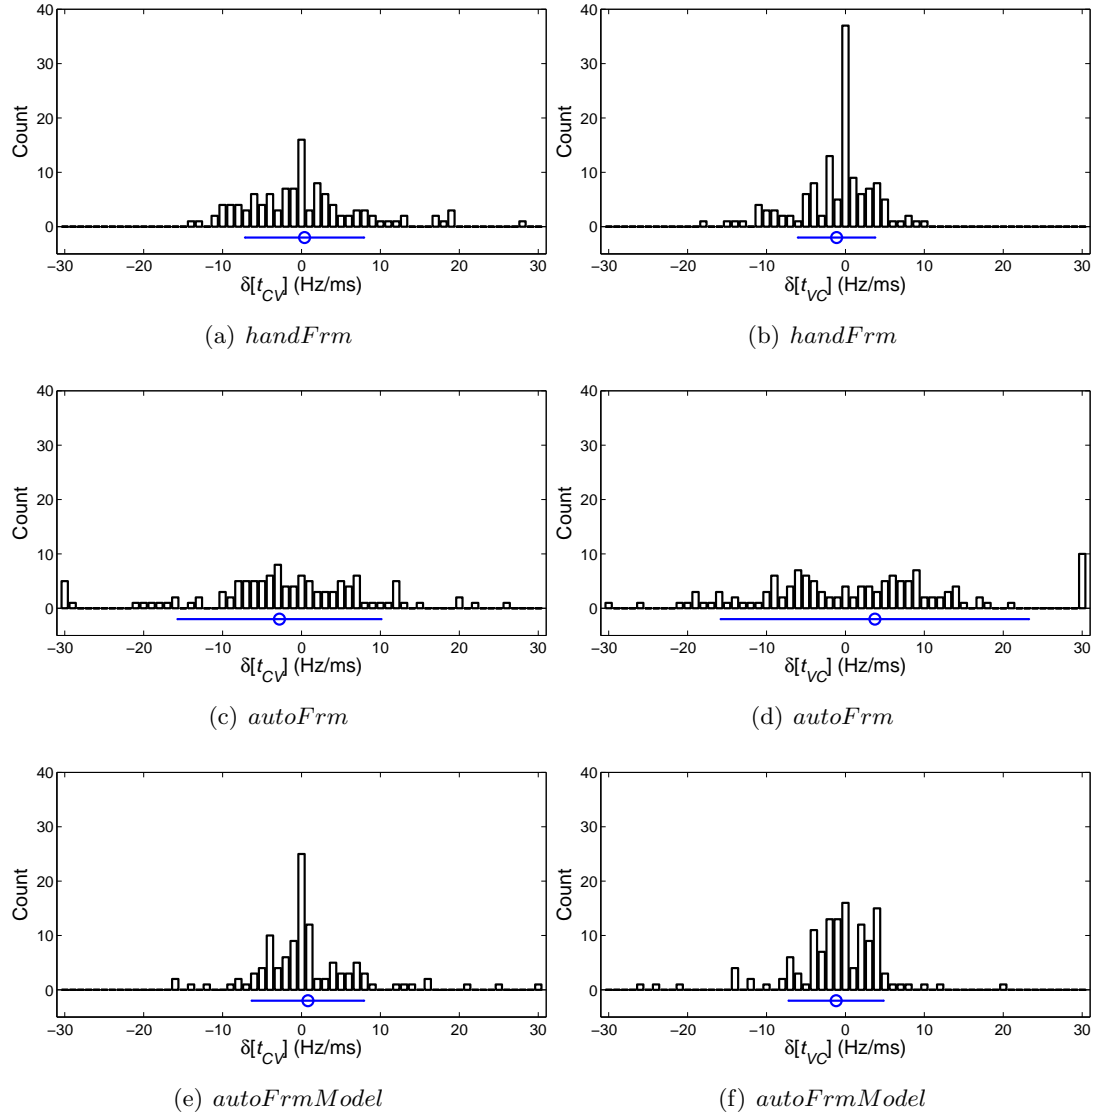 40
30
20
10
0
Count
−30 −20 −10 0 10 20 30
δ[t_CV] (Hz/ms)
(a) handFrm
40
30
20
10
0
Count
−30 −20 −10 0 10 20 30
δ[t_VC] (Hz/ms)
(b) handFrm
40
30
20
10
0
Count
−30 −20 −10 0 10 20 30
δ[t_CV] (Hz/ms)
(c) autoFrm
40
30
20
10
0
Count
−30 −20 −10 0 10 20 30
δ[t_VC] (Hz/ms)
(d) autoFrm
40
30
20
10
0
Count
−30 −20 −10 0 10 20 30
δ[t_CV] (Hz/ms)
(e) autoFrmModel
40
30
20
10
0
Count
−30 −20 −10 0 10 20 30
δ[t_VC] (Hz/ms)
(f) autoFrmModel